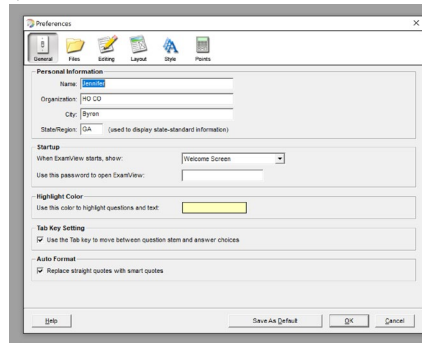 Preferences
General Files Editing Layout Style Points
Personal Information
Name: Jennifer
Organization: HO CO
City: Byron
State/Region: GA (used to display state-standard information)
Startup
When ExamView starts, show: Welcome Screen
Use this password to open ExamView:
Highlight Color
Use this color to highlight questions and text:
Tab Key Setting
Use the Tab key to move between question stem and answer choices
Auto Format
Replace straight quotes with smart quotes
Help Save As Default OK Cancel